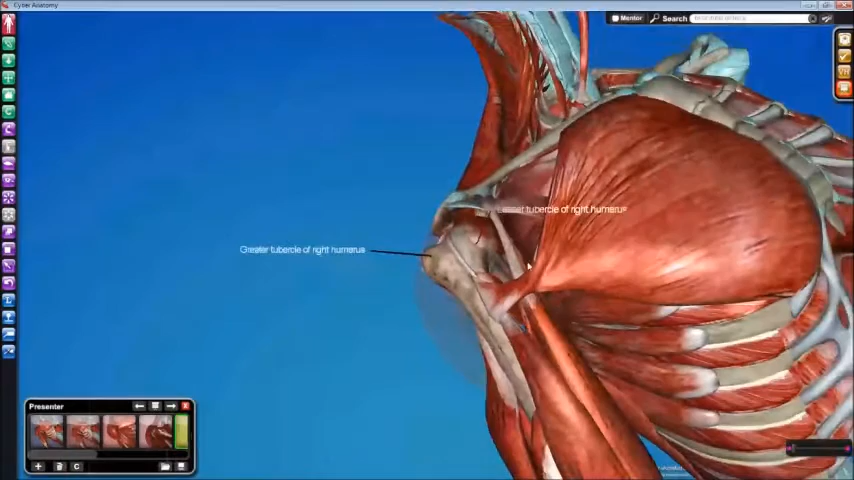 Cyber Anatomy
Mentor
Search
Lesser tubercle of right humerus
Greater tubercle of right humerus
Presenter